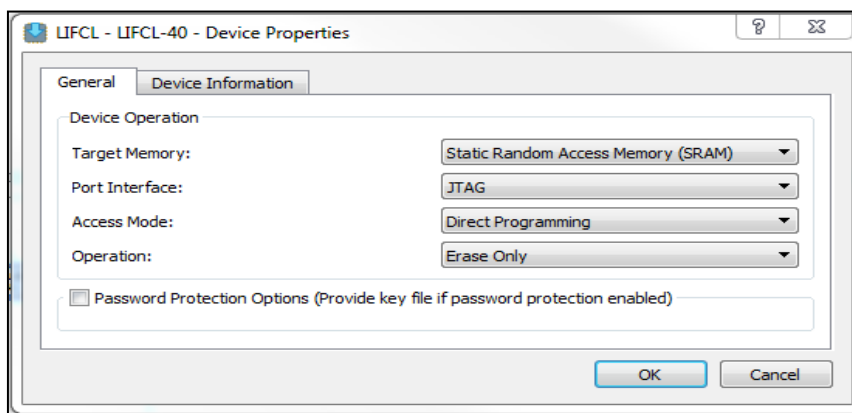 LIFCL - LIFCL-40 - Device Properties
General Device Information
Device Operation
Target Memory: Static Random Access Memory (SRAM)
Port Interface: JTAG
Access Mode: Direct Programming
Operation: Erase Only
Password Protection Options (Provide key file if password protection enabled)
OK Cancel